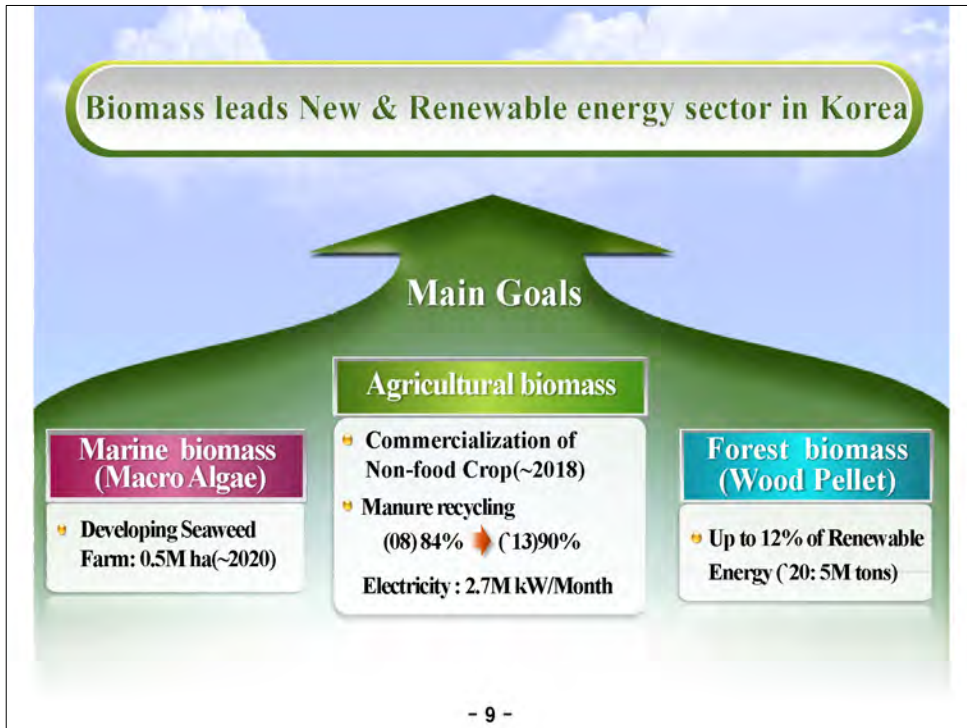 Biomass leads New & Renewable energy sector in Korea
Main Goals
Marine biomass
(Macro Algae)
Developing Seaweed
Farm: 0.5M ha(~2020)
Agricultural biomass
Commercialization of
Non-food Crop(~2018)
Manure recycling
(08) 84% (`13)90%
Electricity : 2.7M kW/Month
Forest biomass
(Wood Pellet)
Up to 12% of Renewable
Energy (`20: 5M tons)
- 9 -